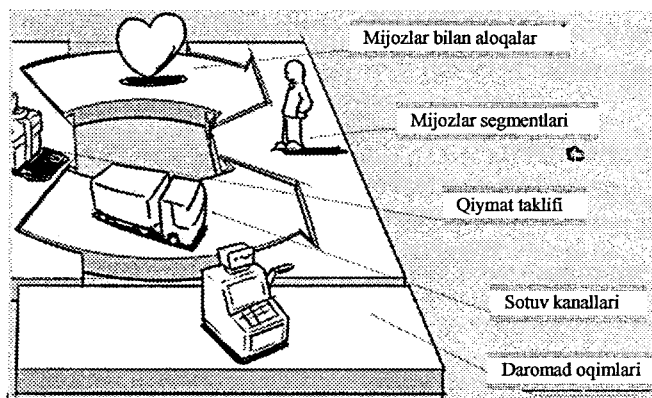 Mijozlar bilan aloqalar
Mijozlar segmentlari
Qiymat taklifi
Sotuv kanallari
Daromad oqimlari